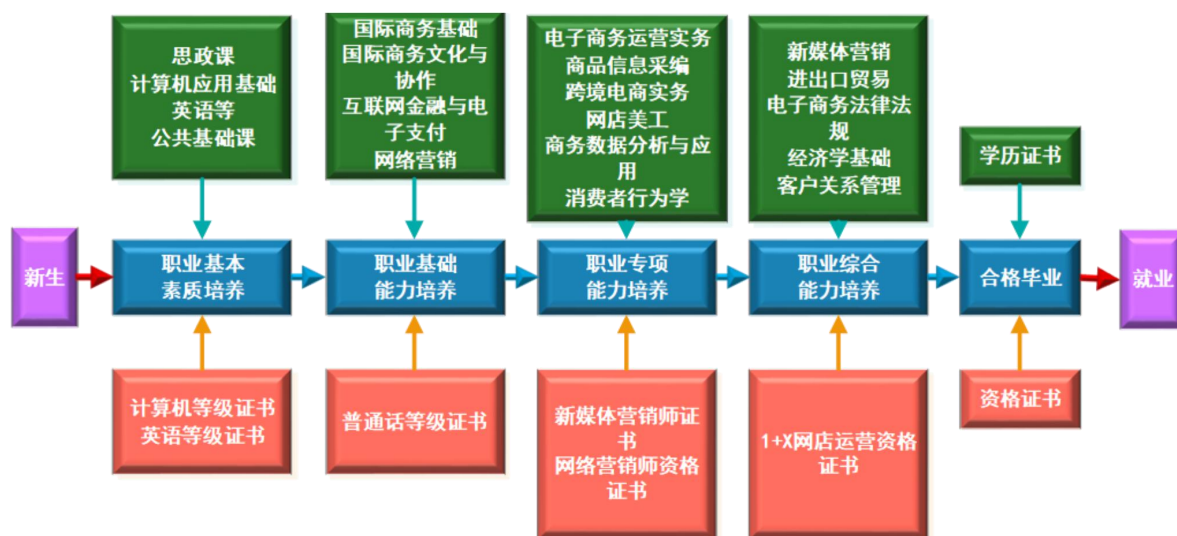 思政课
计算机应用基础
英语等
公共基础课
国际商务基础
国际商务文化与
协作
互联网金融与电
子支付
网络营销
电子商务运营实务
商品信息采编
跨境电商实务
网店美工
商务数据分析与应
用
消费者行为学
新媒体营销
进出口贸易
电子商务法律法
规
经济学基础
客户关系管理
学历证书
新生
职业基本
素质培养
职业基础
能力培养
职业专项
能力培养
职业综合
能力培养
合格毕业
就业
计算机等级证书
英语等级证书
普通话等级证书
新媒体营销师证
书
网络营销师资格
证书
1+X网店运营资格
证书
资格证书